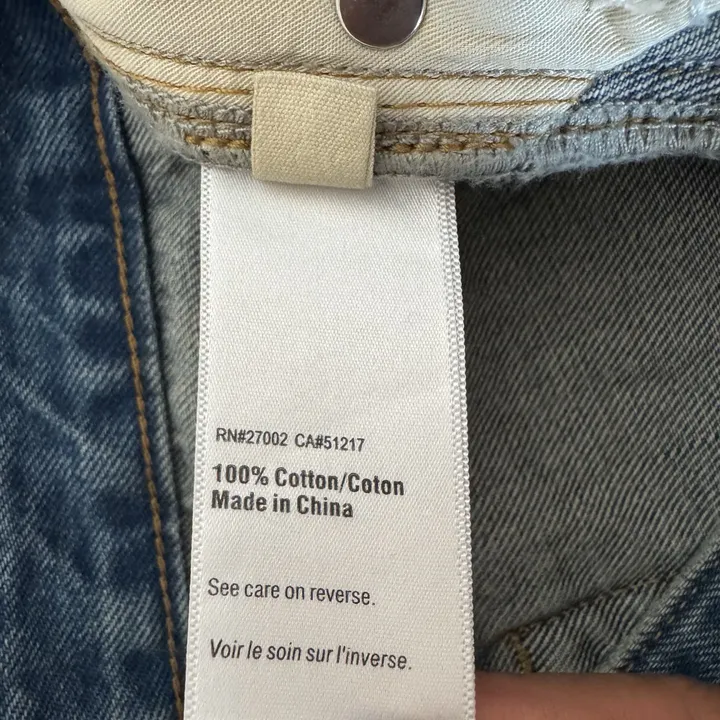 RN#27002 CA#51217
100% Cotton/Coton
Made in China
See care on reverse.
Voir le soin sur l'inverse.